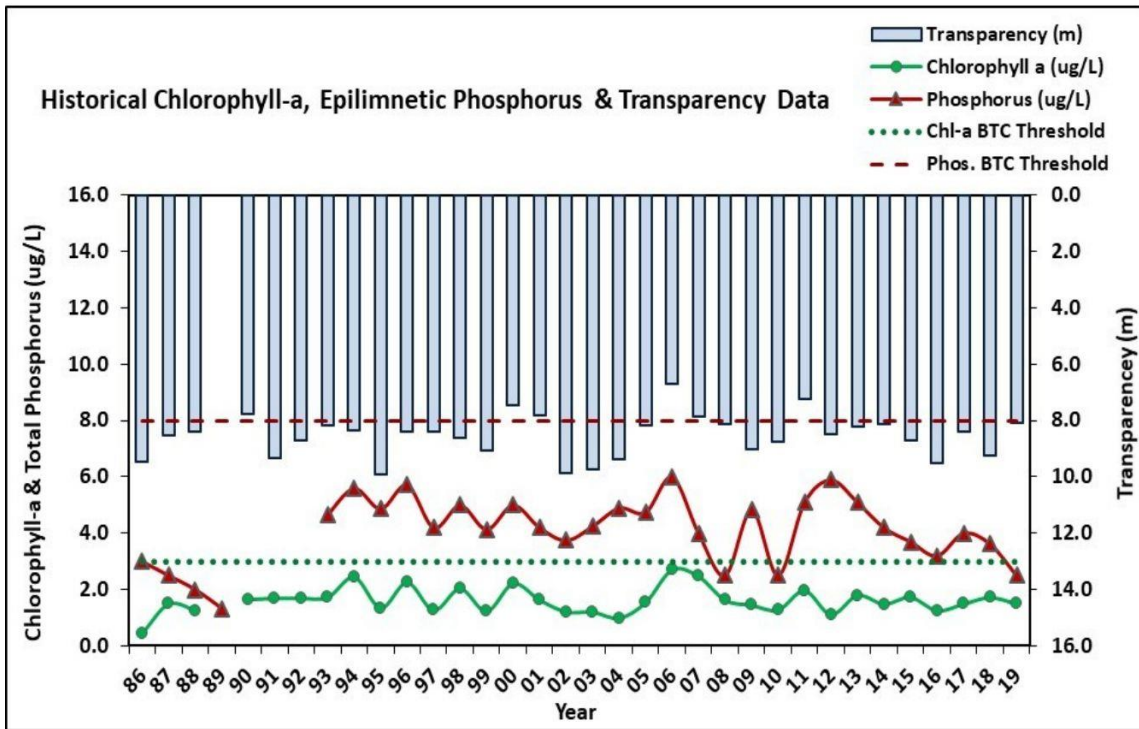 Transparency (m)
Chlorophyll a (ug/L)
Historical Chlorophyll-a, Epilimnetic Phosphorus & Transparency Data
Phosphorus (ug/L)
Chl-a BTC Threshold
Phos. BTC Threshold
Chlorophyll-a & Total Phosphorus (ug/L)
16.0
14.0
12.0
10.0
8.0
6.0
4.0
2.0
0.0
0.0
2.0
4.0
6.0
8.0
10.0
12.0
14.0
16.0
Transparencey (m)
86 87 88 89 90 91 92 93 94 95 96 97 98 99 00 01 02 03 04 05 06 07 08 09 10 11 12 13 14 15 16 17 18 19
Year